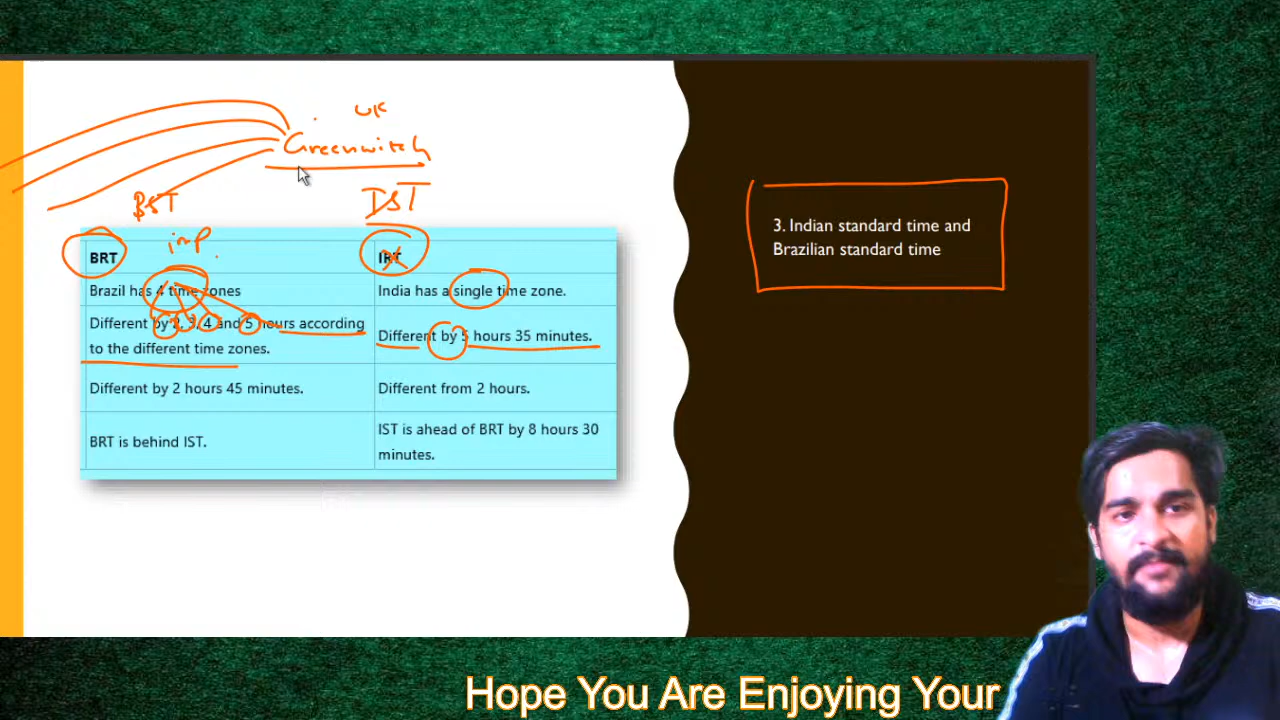 UK
Greenwitch
BST
IST
imp.
BRT
IRT
Brazil has 4 time zones
India has a single time zone.
Different by 2, 3, 4 and 5 hours according
to the different time zones.
Different by 5 hours 35 minutes.
Different by 2 hours 45 minutes.
Different from 2 hours.
BRT is behind IST.
IST is ahead of BRT by 8 hours 30
minutes.
3. Indian standard time and
Brazilian standard time
Hope You Are Enjoying Your